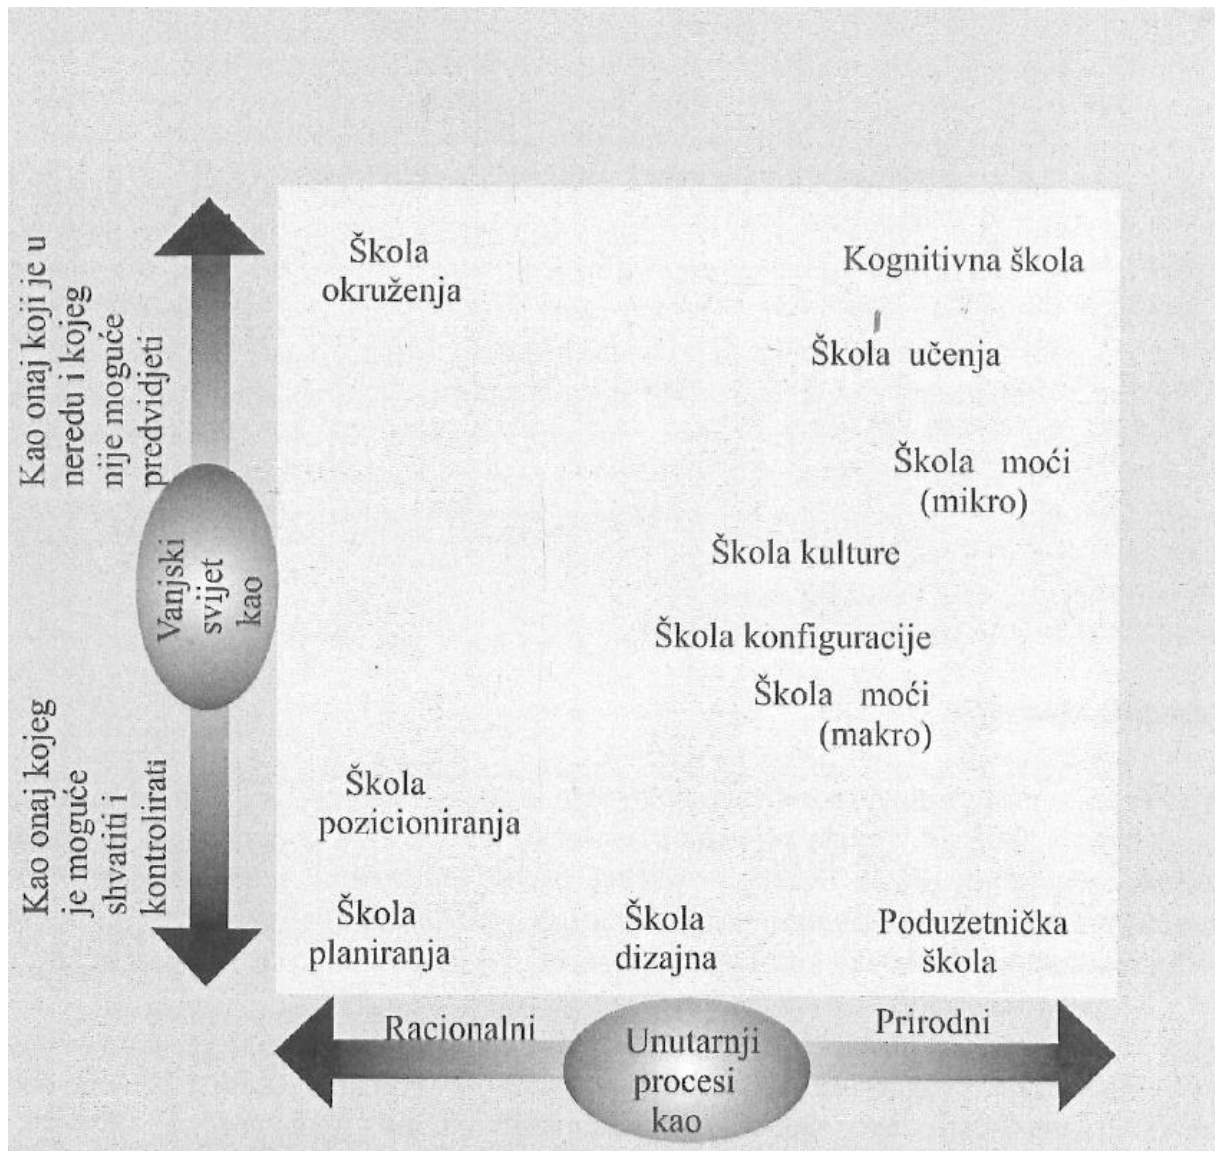 Kao onaj koji je u
neredu i kojeg
nije moguće
predvidjeti
Vanjski
svijet
kao
Kao onaj kojeg
je moguće
shvatiti i
kontrolirati
Škola
okruženja
Kognitivna škola
Škola učenja
Škola moći
(mikro)
Škola kulture
Škola konfiguracije
Škola moći
(makro)
Škola
pozicioniranja
Škola
planiranja
Škola
dizajna
Poduzetnička
škola
Racionalni
Unutarnji
procesi
kao
Prirodni